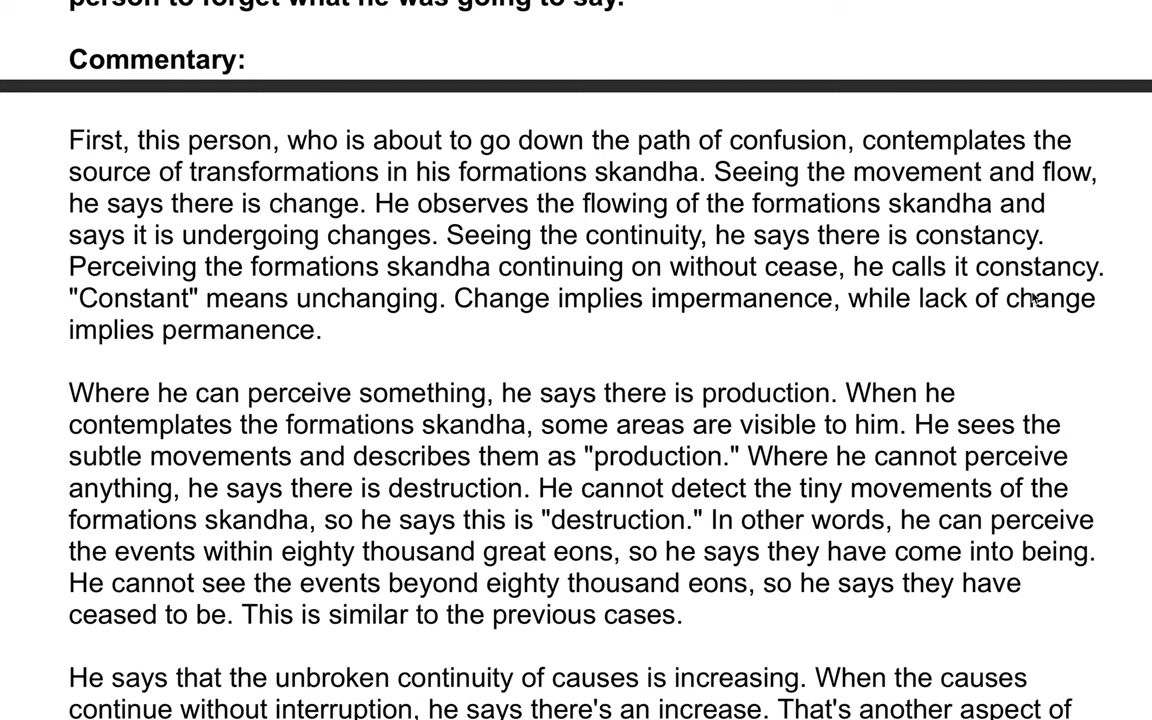 person to forget what he was going to say.
Commentary:
First, this person, who is about to go down the path of confusion, contemplates the
source of transformations in his formations skandha. Seeing the movement and flow,
he says there is change. He observes the flowing of the formations skandha and
says it is undergoing changes. Seeing the continuity, he says there is constancy.
Perceiving the formations skandha continuing on without cease, he calls it constancy.
"Constant" means unchanging. Change implies impermanence, while lack of change
implies permanence.
Where he can perceive something, he says there is production. When he
contemplates the formations skandha, some areas are visible to him. He sees the
subtle movements and describes them as "production." Where he cannot perceive
anything, he says there is destruction. He cannot detect the tiny movements of the
formations skandha, so he says this is "destruction." In other words, he can perceive
the events within eighty thousand great eons, so he says they have come into being.
He cannot see the events beyond eighty thousand eons, so he says they have
ceased to be. This is similar to the previous cases.
He says that the unbroken continuity of causes is increasing. When the causes
continue without interruption, he says there's an increase. That's another aspect of